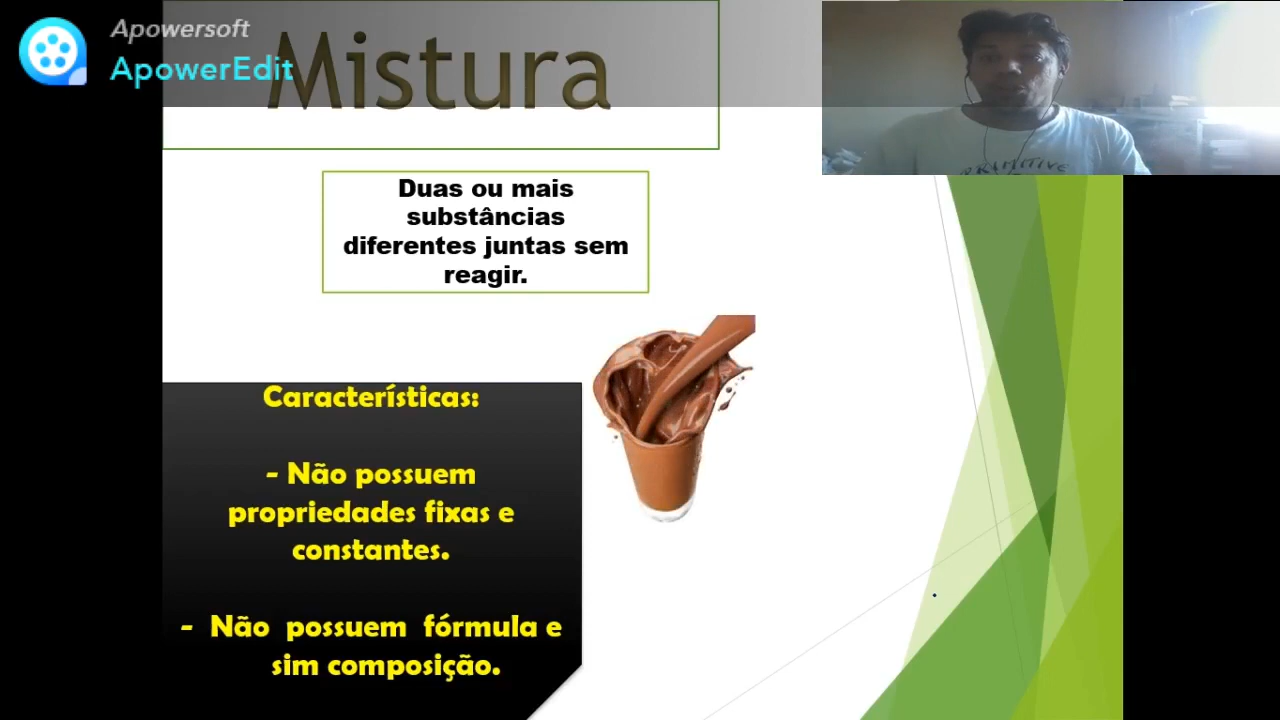 Apowersoft
ApowerEdit
Mistura
Duas ou mais
substâncias
diferentes juntas sem
reagir.
Características:
- Não possuem
propriedades fixas e
constantes.
- Não possuem fórmula e
sim composição.
PRIMITIVE